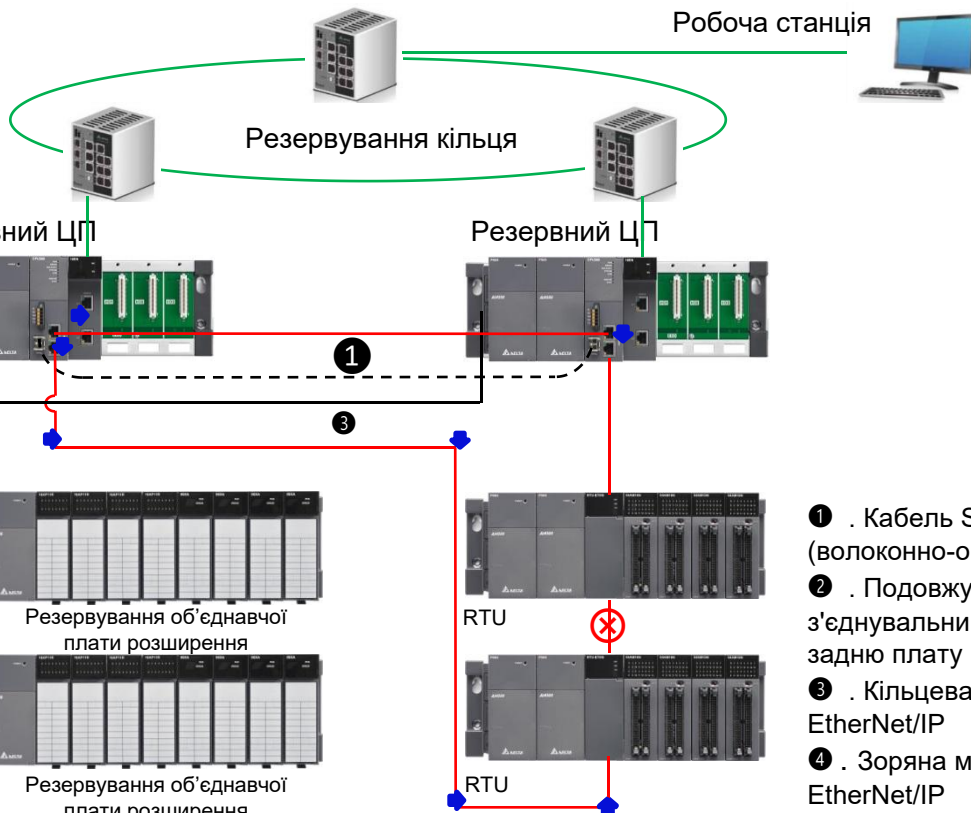 Робоча станція
Резервування кільця
ний ЦП
Резервний ЦП
❶
❸
Резервування об’єднавчої
плати розширення
RTU
Резервування об’єднавчої
плати розширення
RTU
❶ . Кабель S
(волоконно-о
❷ . Подовжу
з'єднувальни
задню плату
❸ . Кільцева
EtherNet/IP
❹ . Зоряна м
EtherNet/IP